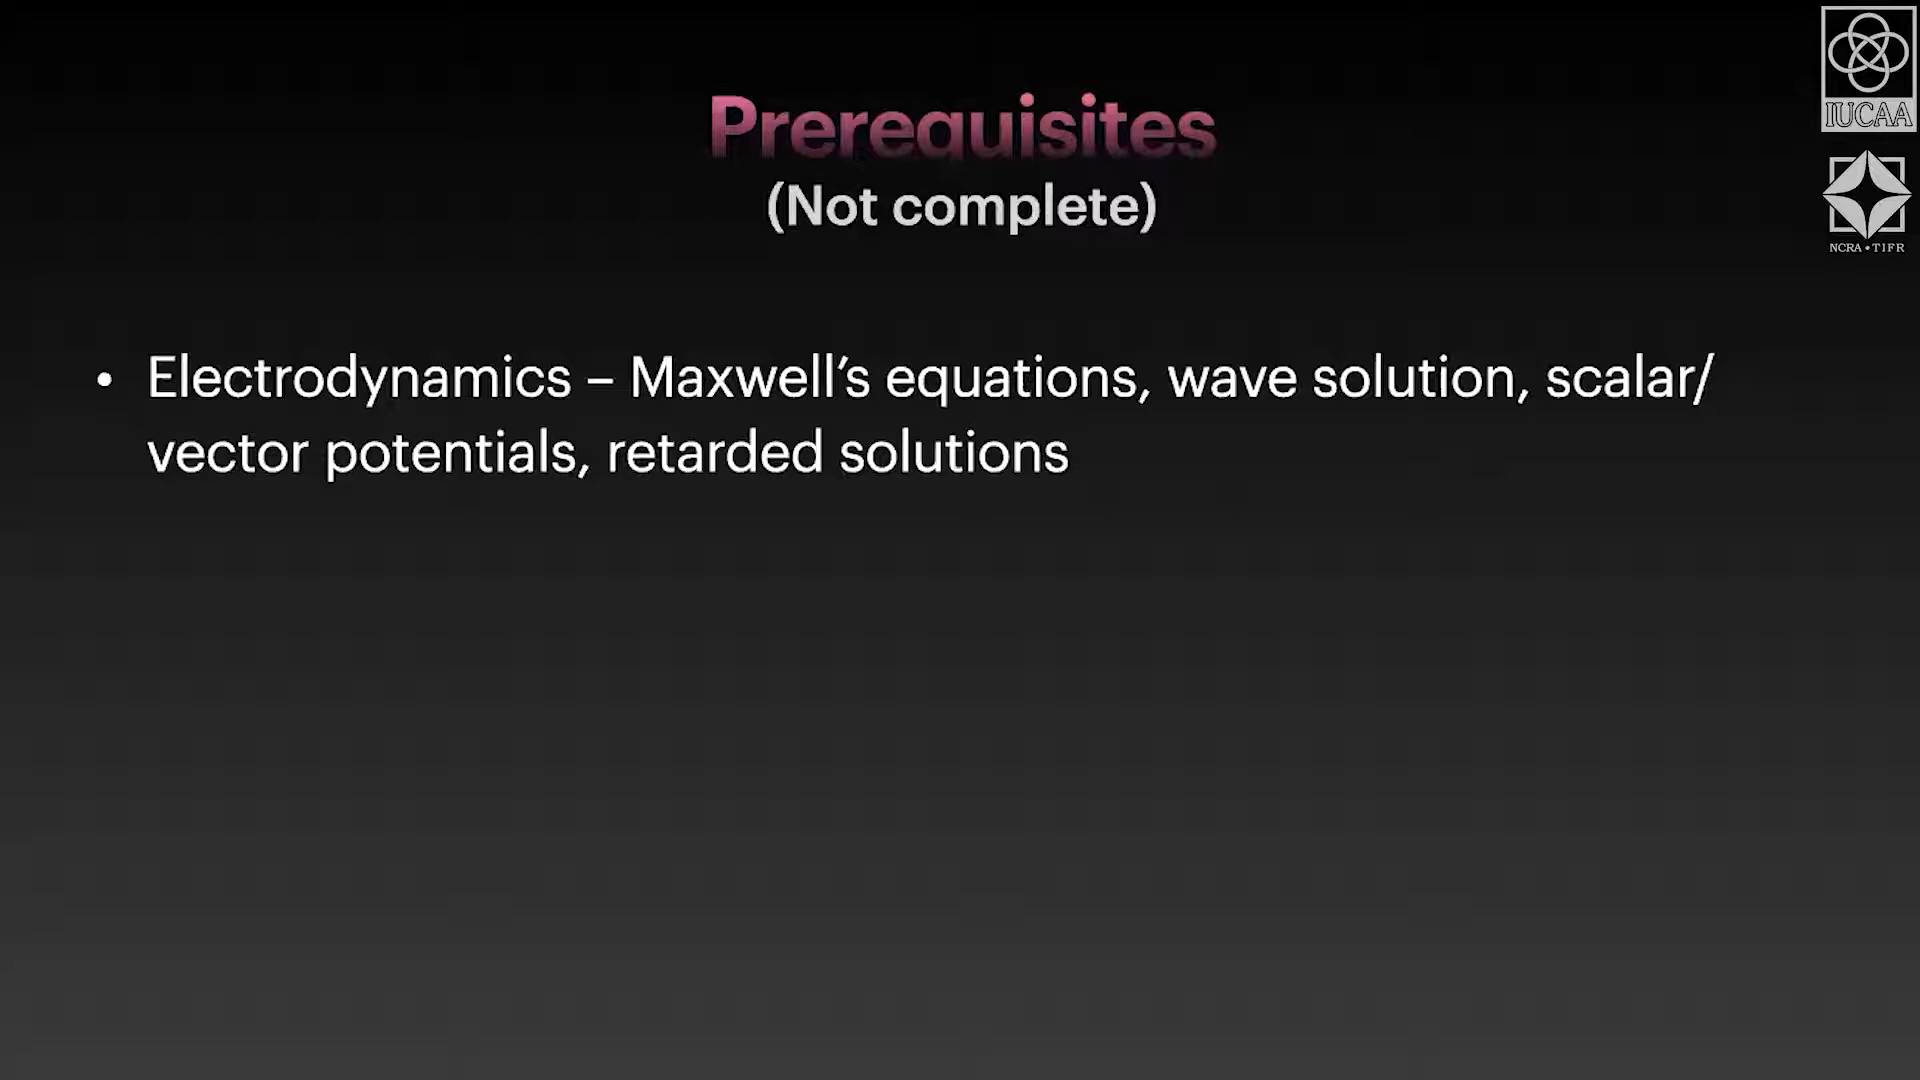 Prerequisites
(Not complete)
• Electrodynamics – Maxwell’s equations, wave solution, scalar/
vector potentials, retarded solutions
IUCAA
NCRA • TIFR